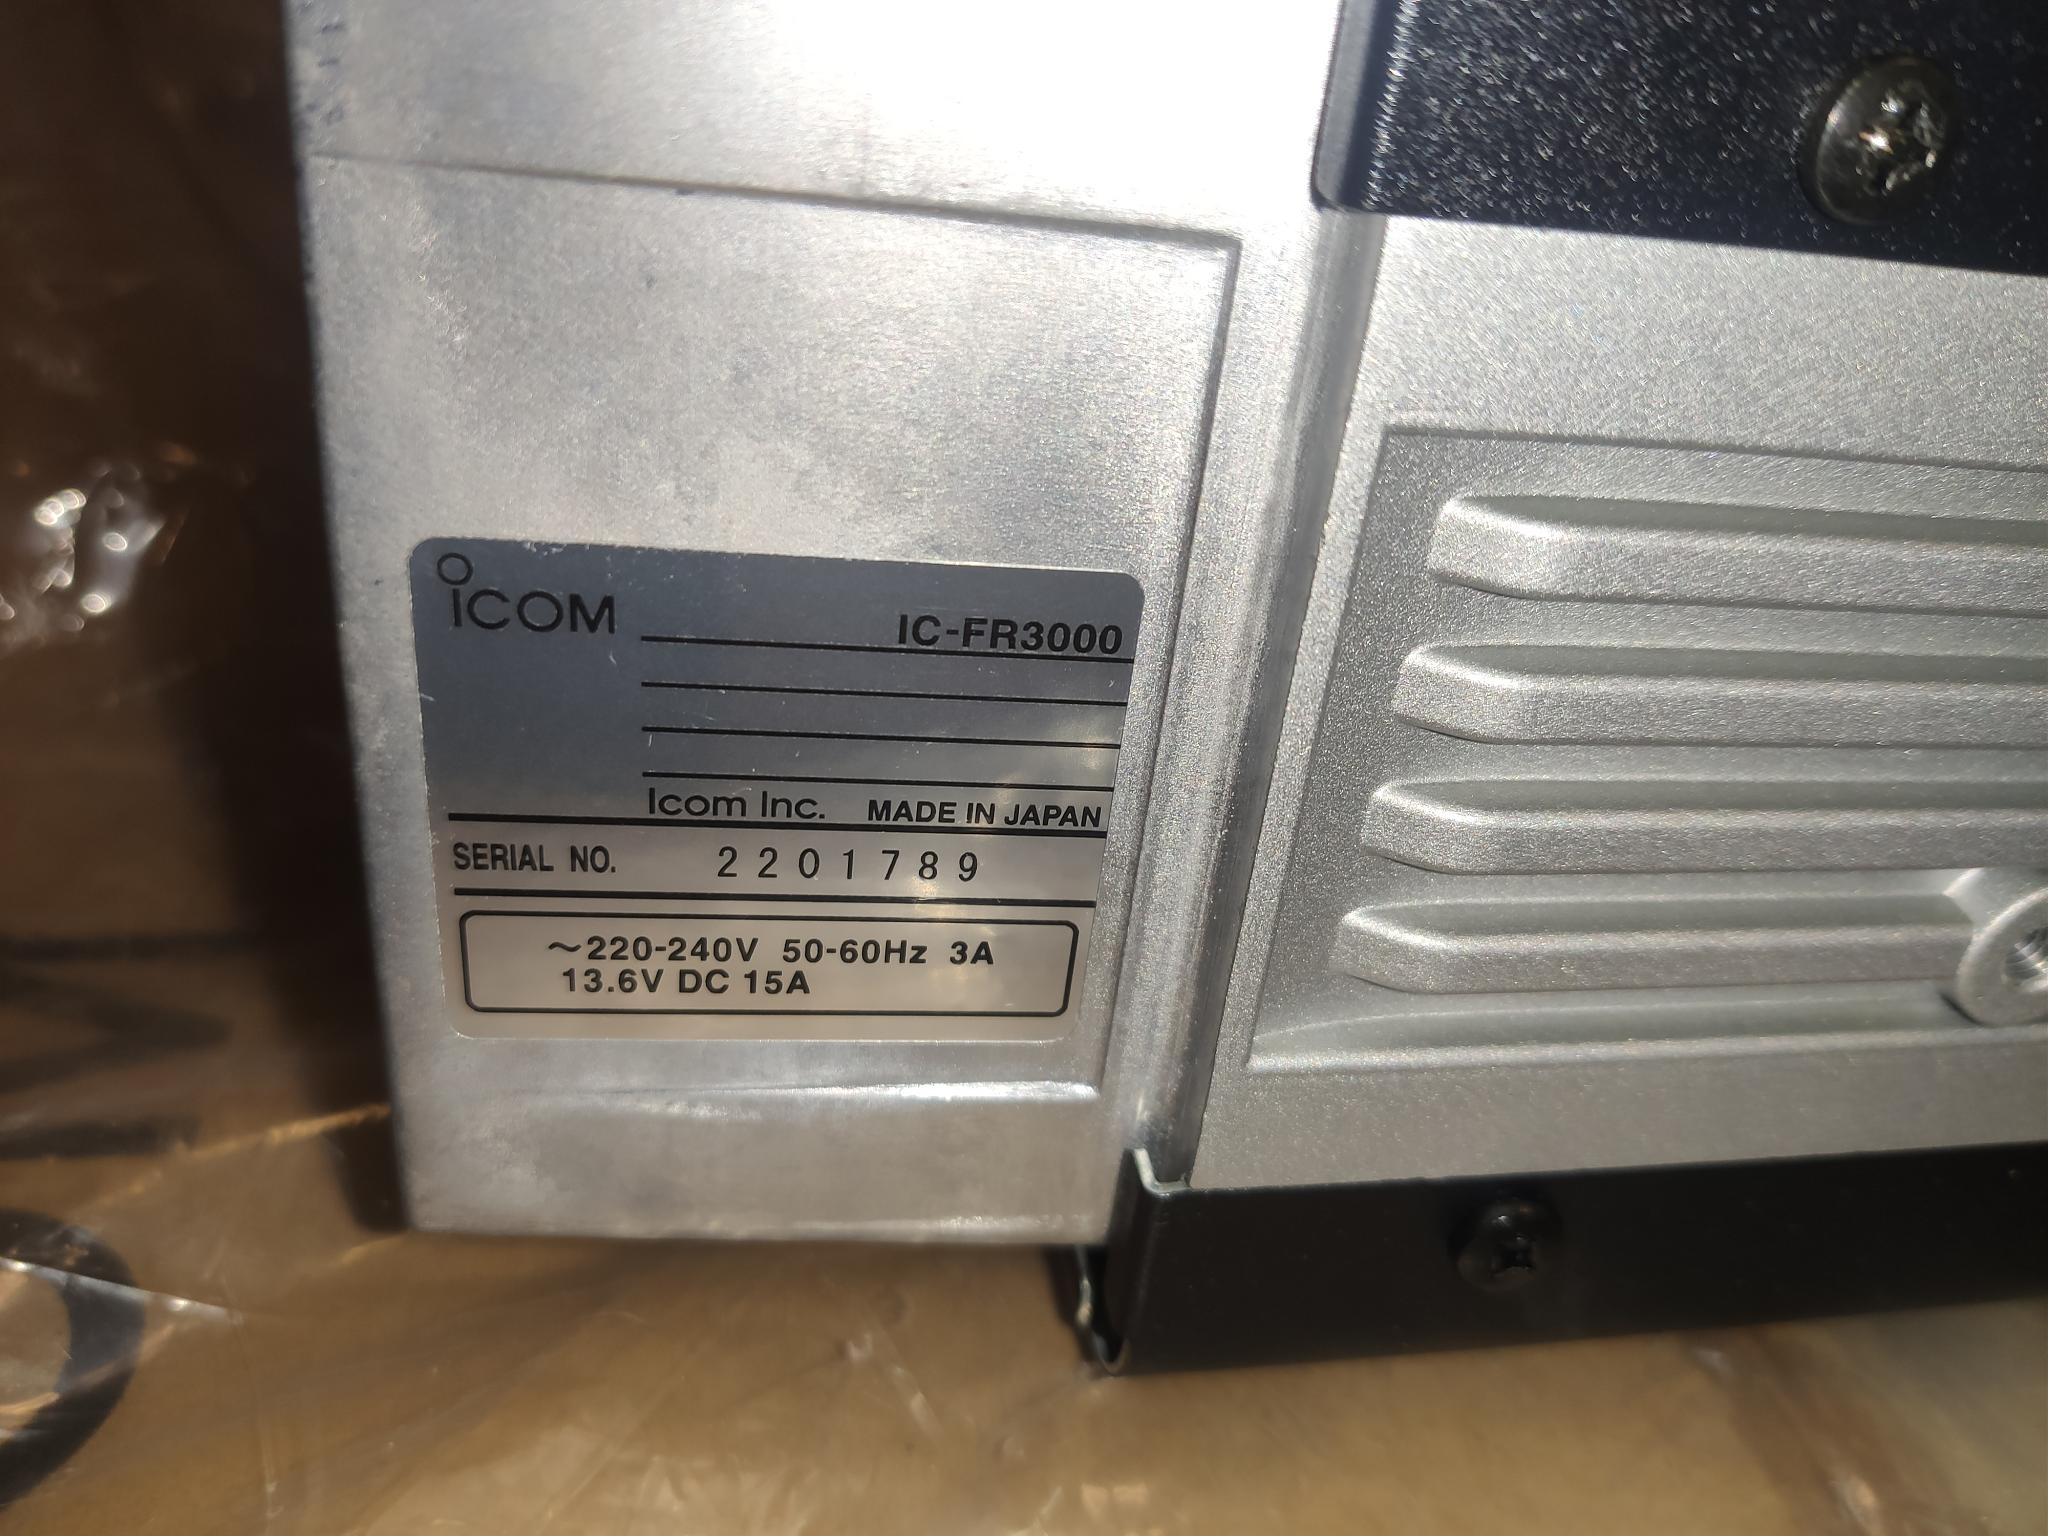 ICOM
IC-FR3000
Icom Inc. MADE IN JAPAN
SERIAL NO. 2201789
~220-240V 50-60Hz 3A
13.6V DC 15A